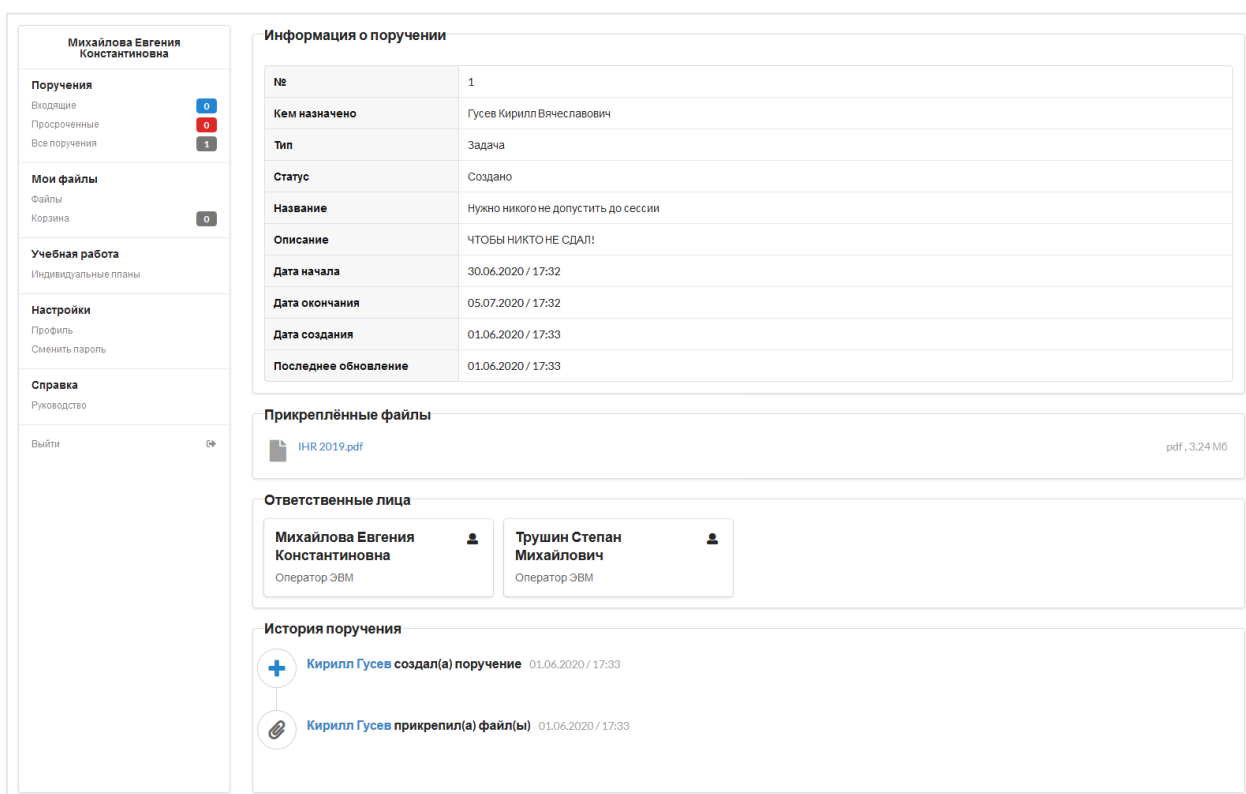 Михайлова Евгения
Константиновна
Поручения
Входящие 0
Просроченные 0
Все поручения 1
Мои файлы
Файлы
Корзина 0
Учебная работа
Индивидуальные планы
Настройки
Профиль
Сменить пароль
Справка
Руководство
Выйти
Информация о поручении
№ 1
Кем назначено Гусев Кирилл Вячеславович
Тип Задача
Статус Создано
Название Нужно никого не допустить до сессии
Описание ЧТОБЫ НИКТО НЕ СДАЛ!
Дата начала 30.06.2020 / 17:32
Дата окончания 05.07.2020 / 17:32
Дата создания 01.06.2020 / 17:33
Последнее обновление 01.06.2020 / 17:33
Прикреплённые файлы
IHR 2019.pdf pdf , 3.24 Мб
Ответственные лица
Михайлова Евгения
Константиновна
Оператор ЭВМ
Трушин Степан
Михайлович
Оператор ЭВМ
История поручения
Кирилл Гусев создал(а) поручение 01.06.2020 / 17:33
Кирилл Гусев прикрепил(а) файл(ы) 01.06.2020 / 17:33